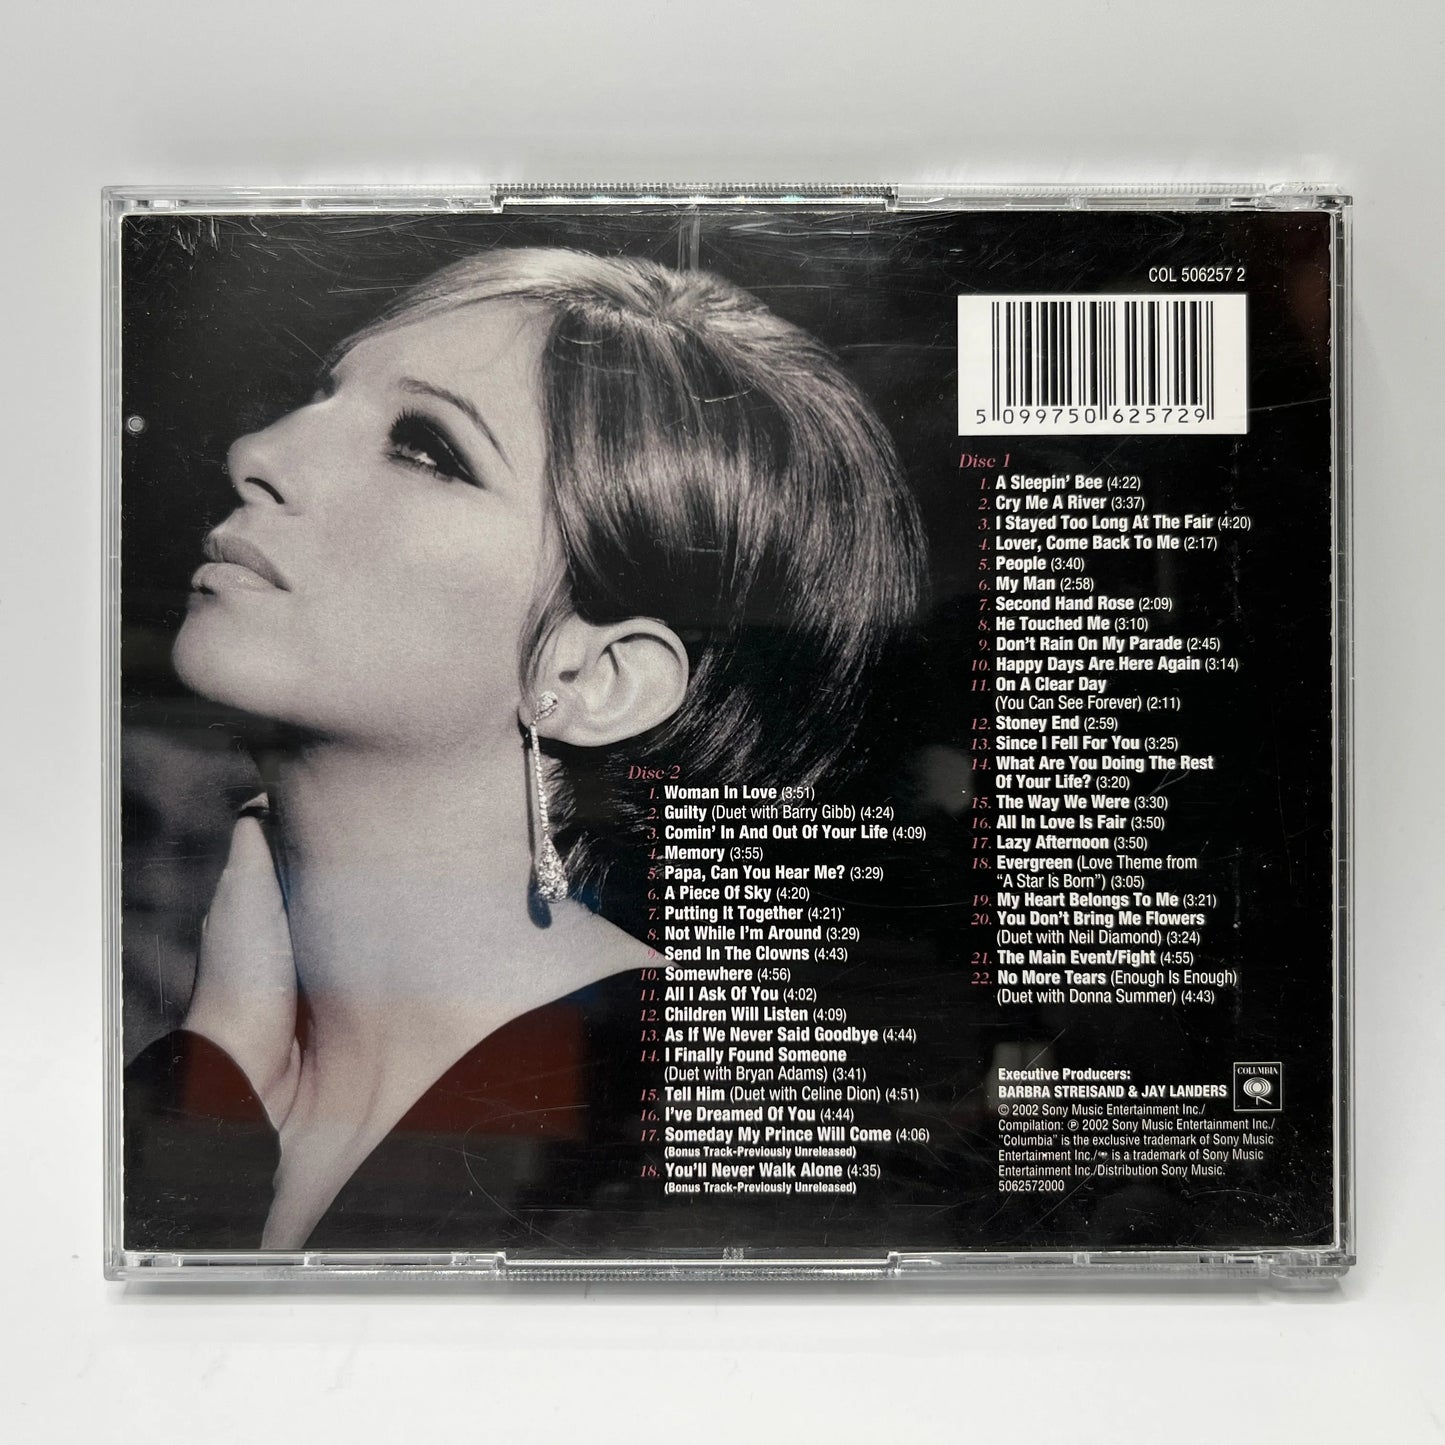 COL 506257 2
5 099750 625729
Disc 1
1. A Sleepin' Bee (4:22)
2. Cry Me A River (3:37)
3. I Stayed Too Long At The Fair (4:20)
4. Lover, Come Back To Me (2:17)
5. People (3:40)
6. My Man (2:58)
7. Second Hand Rose (2:09)
8. He Touched Me (3:10)
9. Don't Rain On My Parade (2:45)
10. Happy Days Are Here Again (3:14)
11. On A Clear Day
(You Can See Forever) (2:11)
12. Stoney End (2:59)
13. Since I Fell For You (3:25)
14. What Are You Doing The Rest
Of Your Life? (3:20)
15. The Way We Were (3:30)
16. All In Love Is Fair (3:50)
17. Lazy Afternoon (3:50)
18. Evergreen (Love Theme from
"A Star Is Born") (3:05)
19. My Heart Belongs To Me (3:21)
20. You Don't Bring Me Flowers
(Duet with Neil Diamond) (3:24)
21. The Main Event/Fight (4:55)
22. No More Tears (Enough Is Enough)
(Duet with Donna Summer) (4:43)
Disc 2
1. Woman In Love (3:51)
2. Guilty (Duet with Barry Gibb) (4:24)
3. Comin' In And Out Of Your Life (4:09)
4. Memory (3:55)
5. Papa, Can You Hear Me? (3:29)
6. A Piece Of Sky (4:20)
7. Putting It Together (4:21)
8. Not While I'm Around (3:29)
9. Send In The Clowns (4:43)
10. Somewhere (4:56)
11. All I Ask Of You (4:02)
12. Children Will Listen (4:09)
13. As If We Never Said Goodbye (4:44)
14. I Finally Found Someone
(Duet with Bryan Adams) (3:41)
15. Tell Him (Duet with Celine Dion) (4:51)
16. I've Dreamed Of You (4:44)
17. Someday My Prince Will Come (4:06)
(Bonus Track-Previously Unreleased)
18. You'll Never Walk Alone (4:35)
(Bonus Track-Previously Unreleased)
Executive Producers:
BARBRA STREISAND & JAY LANDERS
© 2002 Sony Music Entertainment Inc./
Compilation: ℗ 2002 Sony Music Entertainment Inc./
"Columbia" is the exclusive trademark of Sony Music
Entertainment Inc./ is a trademark of Sony Music
Entertainment Inc./Distribution Sony Music.
5062572000
COLUMBIA